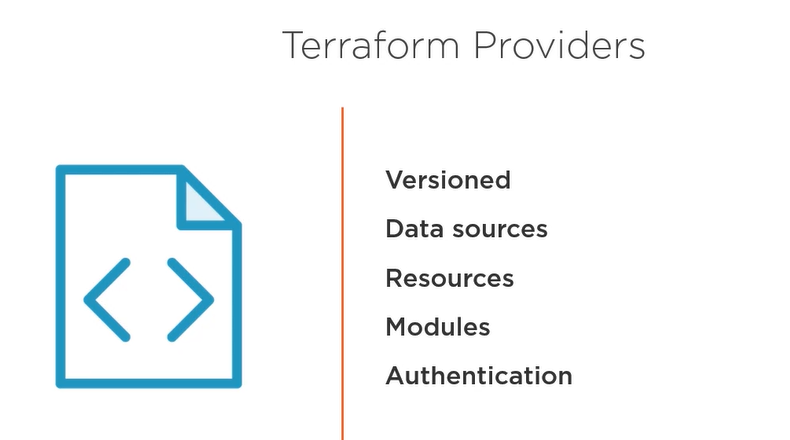 Terraform Providers
Versioned
Data sources
Resources
Modules
Authentication